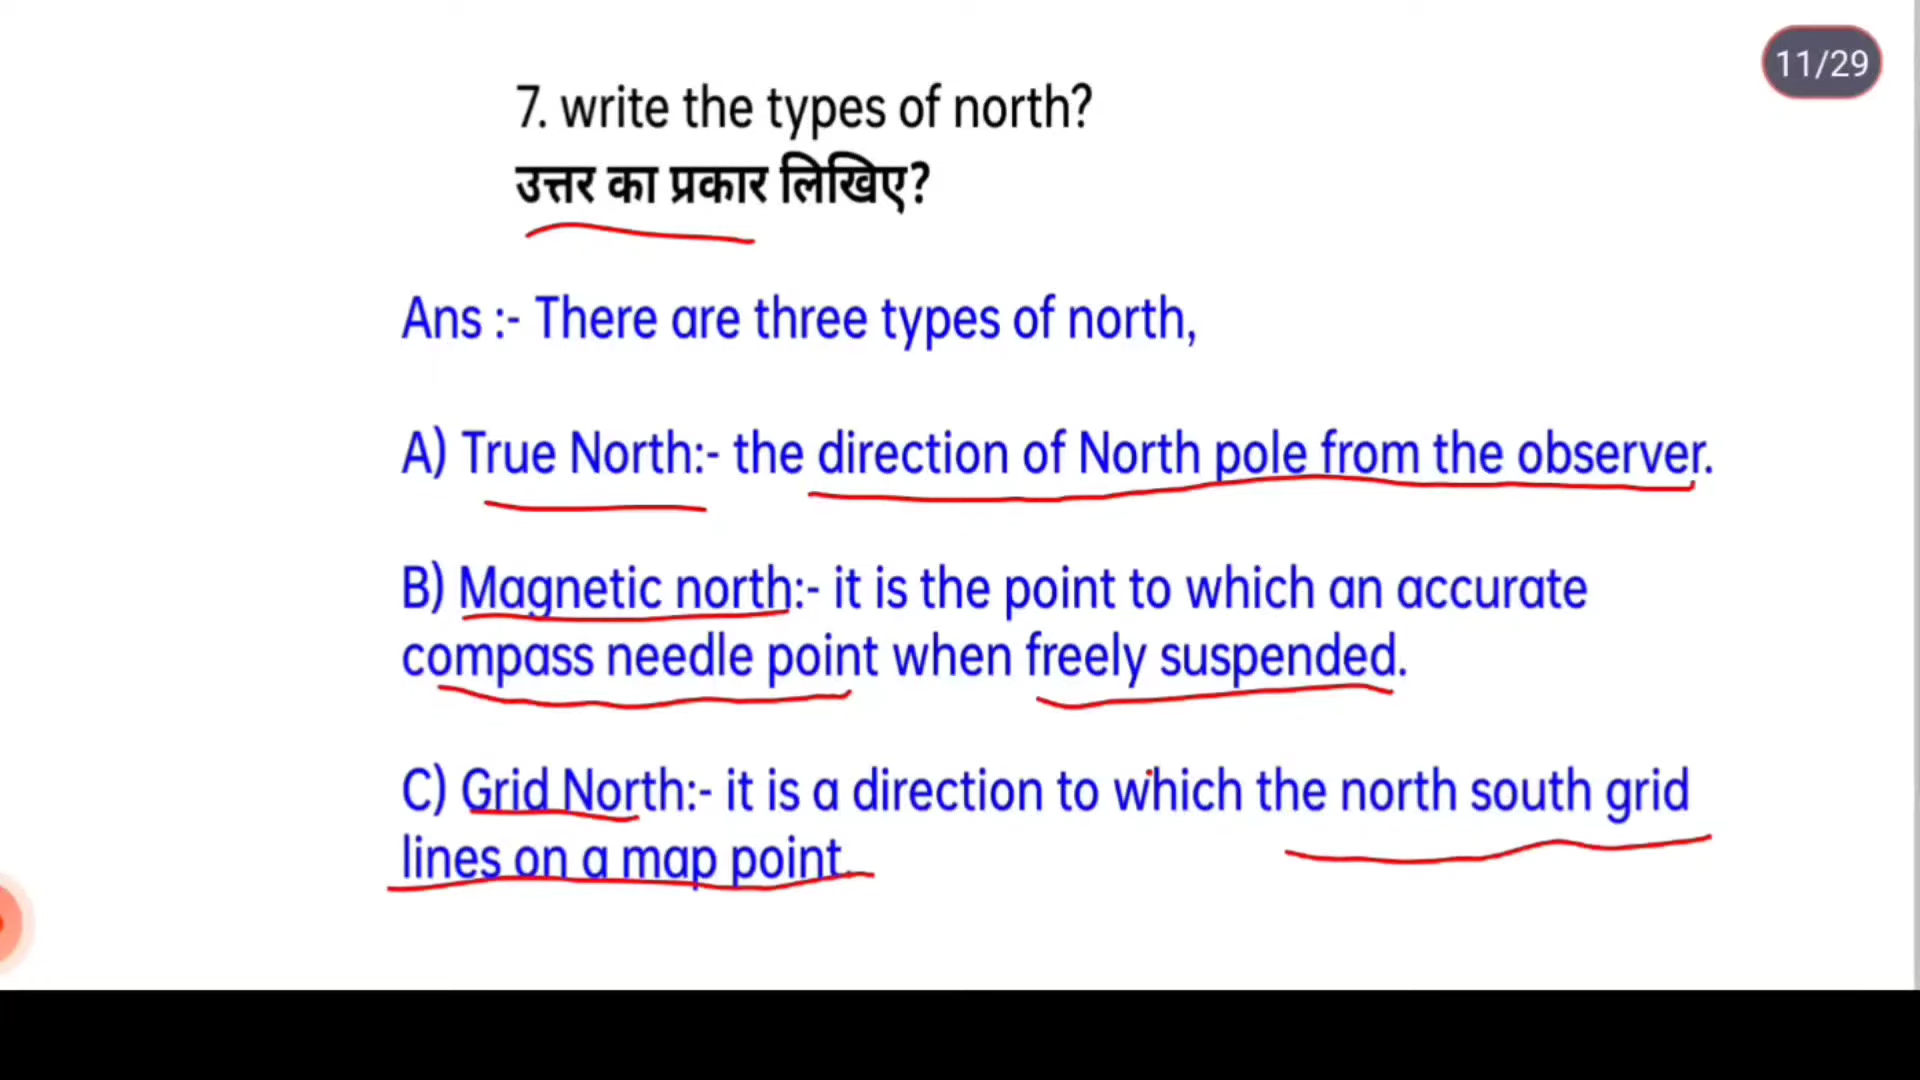 11/29
7. write the types of north?
उत्तर का प्रकार लिखिए?
Ans :- There are three types of north,
A) True North:- the direction of North pole from the observer.
B) Magnetic north:- it is the point to which an accurate
compass needle point when freely suspended.
C) Grid North:- it is a direction to which the north south grid
lines on a map point.